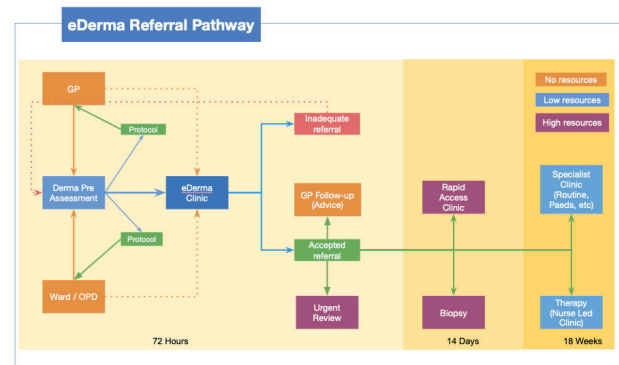 eDerma Referral Pathway
No resources
Low resources
High resources
GP
Protocol
Inadequate
referral
Derma Pre
Assessment
eDerma
Clinic
GP Follow-up
(Advice)
Rapid
Access
Clinic
Specialist
Clinic
(Routine,
Paeds, etc)
Protocol
Accepted
referral
Ward / OPD
Urgent
Review
Biopsy
Therapy
(Nurse Led
Clinic)
72 Hours
14 Days
18 Weeks